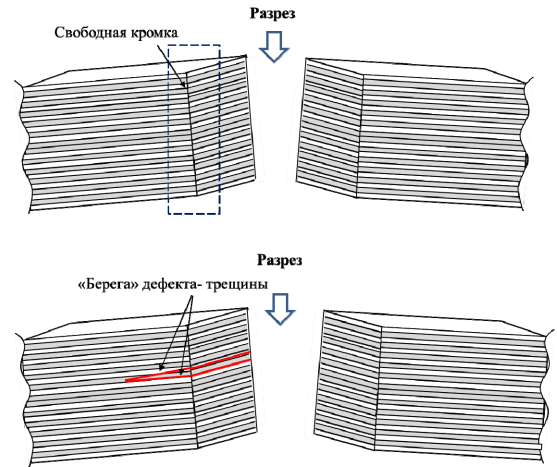 Разрез
Свободная кромка
Разрез
«Берега» дефекта- трещины